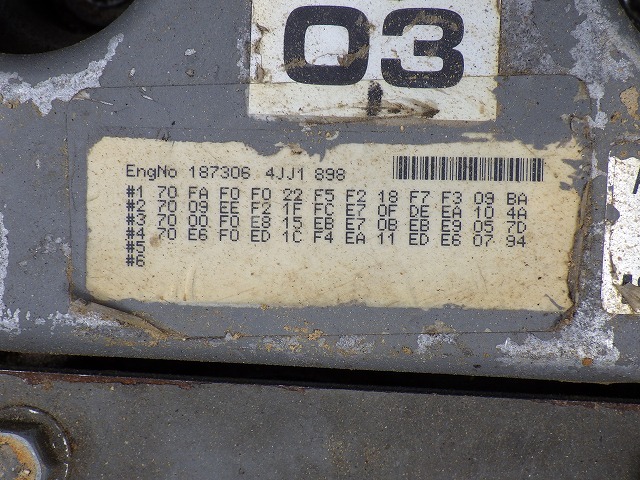 03
EngNo 187306 4JJ1 898
#1 70 FA F0 F0 22 F5 F2 18 F7 F3 09 BA
#2 70 09 EE F2 1F FC E7 0F DE EA 10 4A
#3 70 00 F0 E8 15 EB E7 08 EB E9 05 7D
#4 70 E6 F0 ED 1C F4 EA 11 ED E6 07 94
#5
#6